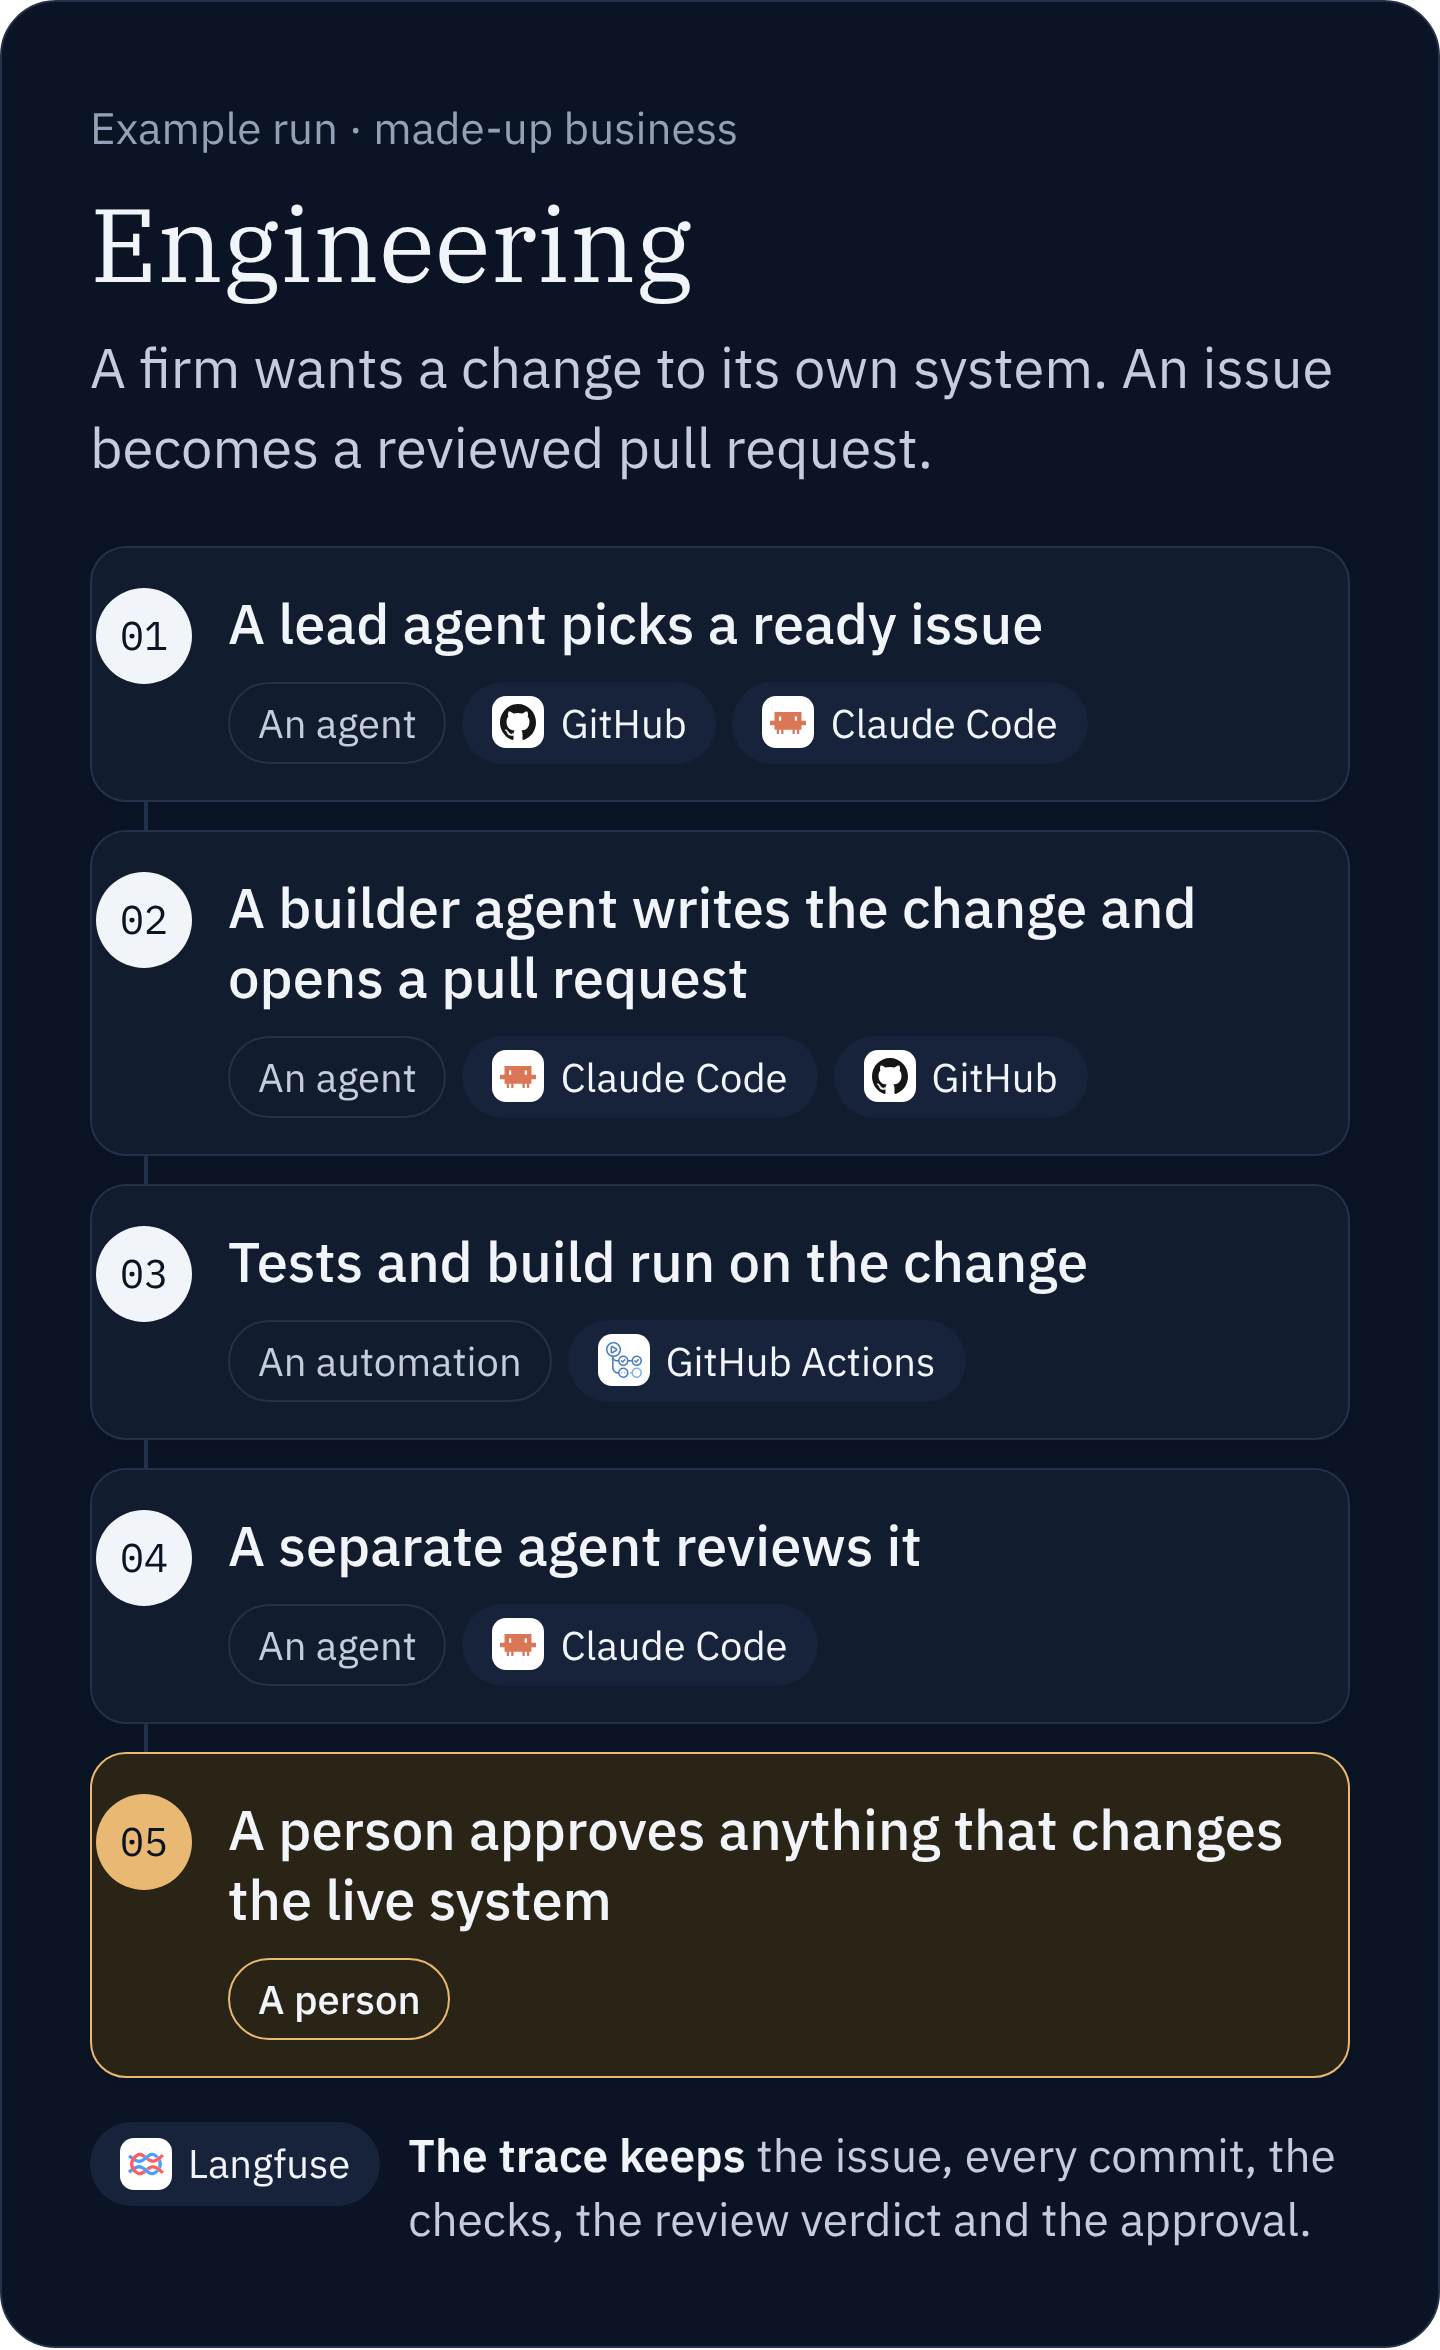 Example run · made-up business
Engineering
A firm wants a change to its own system. An issue
becomes a reviewed pull request.
01
A lead agent picks a ready issue
An agent GitHub Claude Code
02
A builder agent writes the change and
opens a pull request
An agent Claude Code GitHub
03
Tests and build run on the change
An automation GitHub Actions
04
A separate agent reviews it
An agent Claude Code
05
A person approves anything that changes
the live system
A person
Langfuse
The trace keeps the issue, every commit, the
checks, the review verdict and the approval.